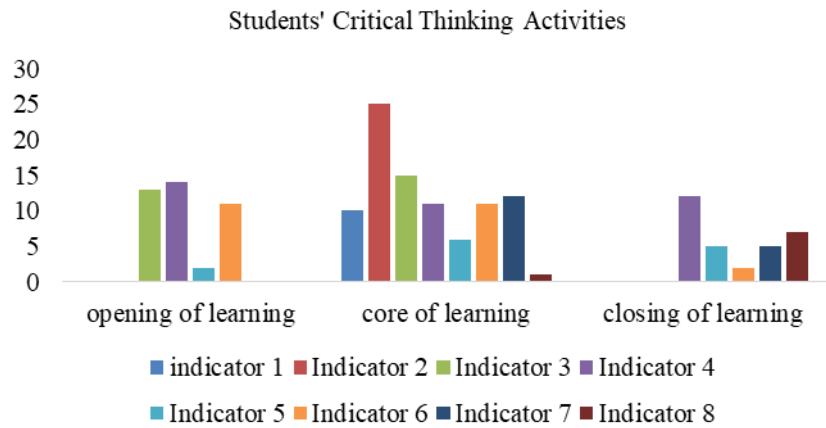 Students' Critical Thinking Activities
30
25
20
15
10
5
0
opening of learning core of learning closing of learning
indicator 1 Indicator 2 Indicator 3 Indicator 4
Indicator 5 Indicator 6 Indicator 7 Indicator 8